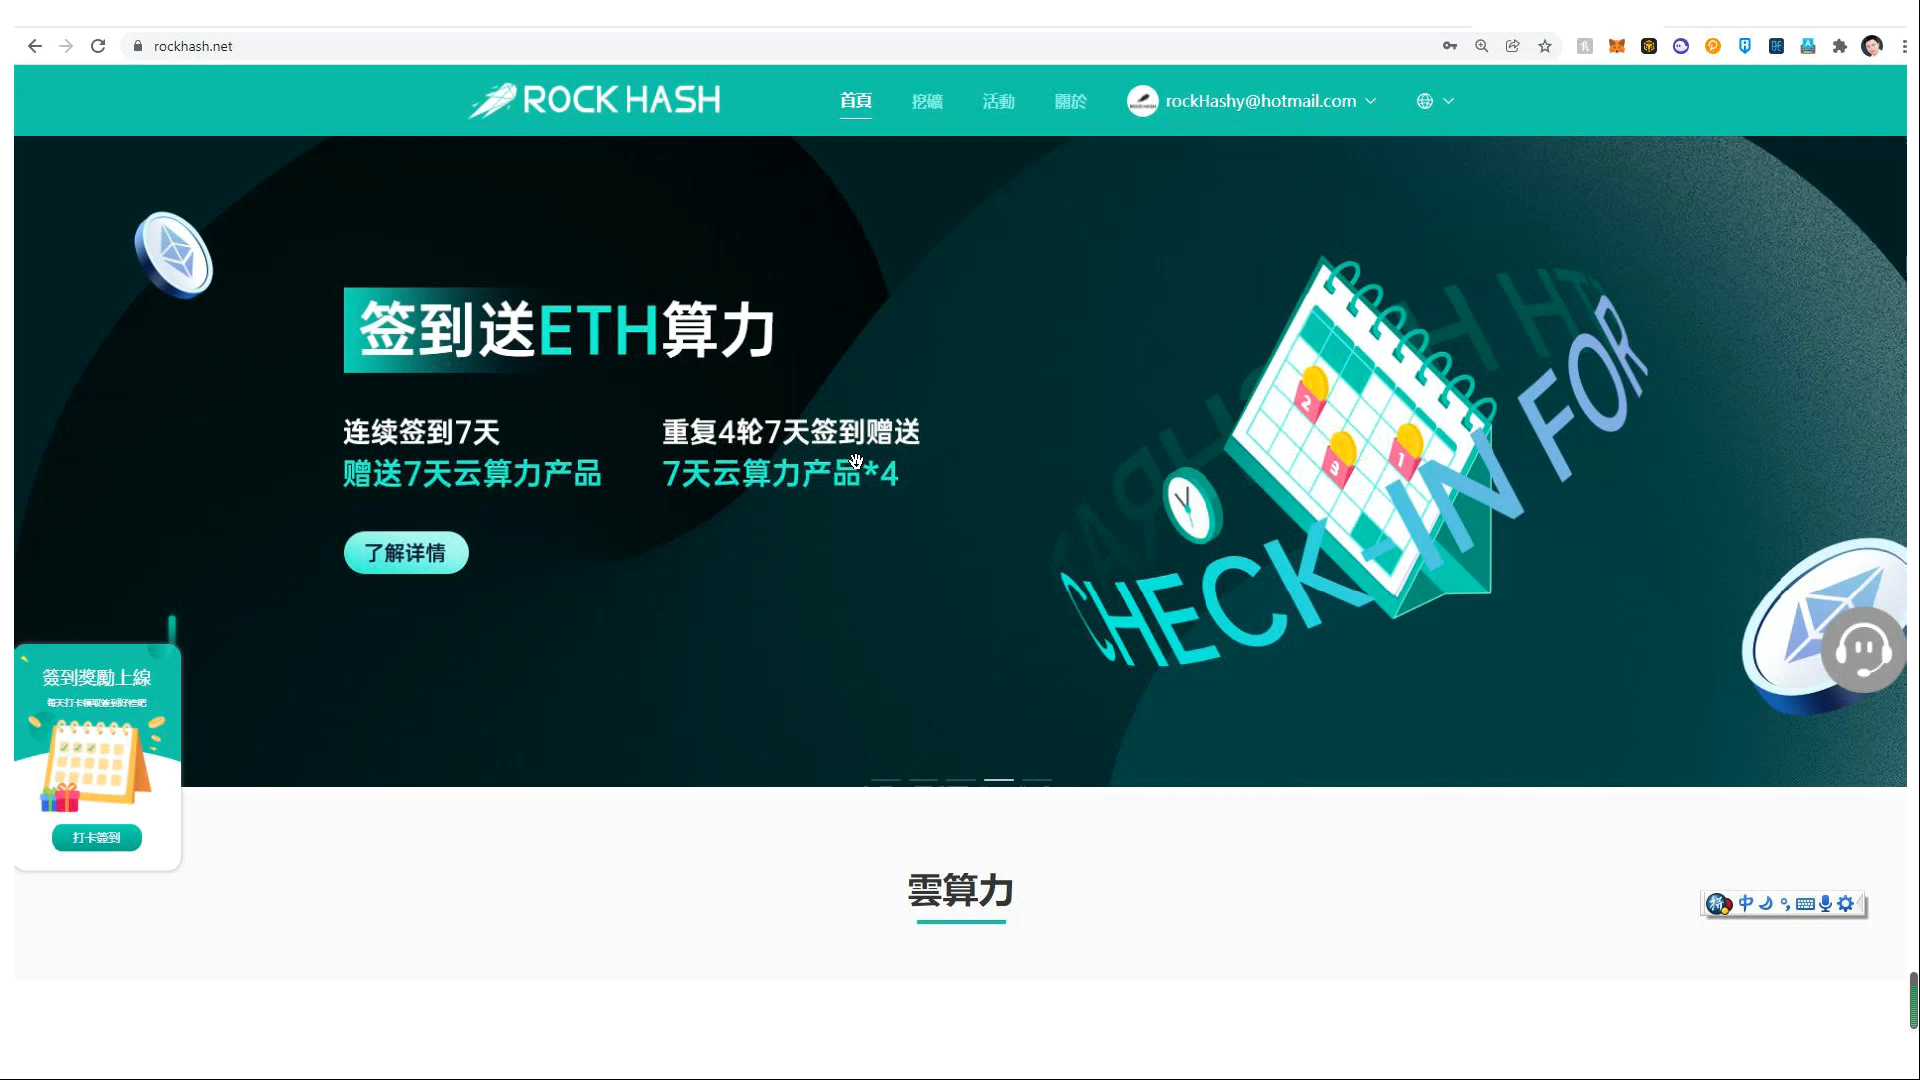 rockhash.net
ROCK HASH
首頁
挖礦
活動
關於
rockHashy@hotmail.com
签到送ETH算力
连续签到7天
赠送7天云算力产品
重复4轮7天签到赠送
7天云算力产品*4
了解详情
2
3
1
CHECK-IN FOR
簽到獎勵上線
打卡簽到
雲算力
拼
中